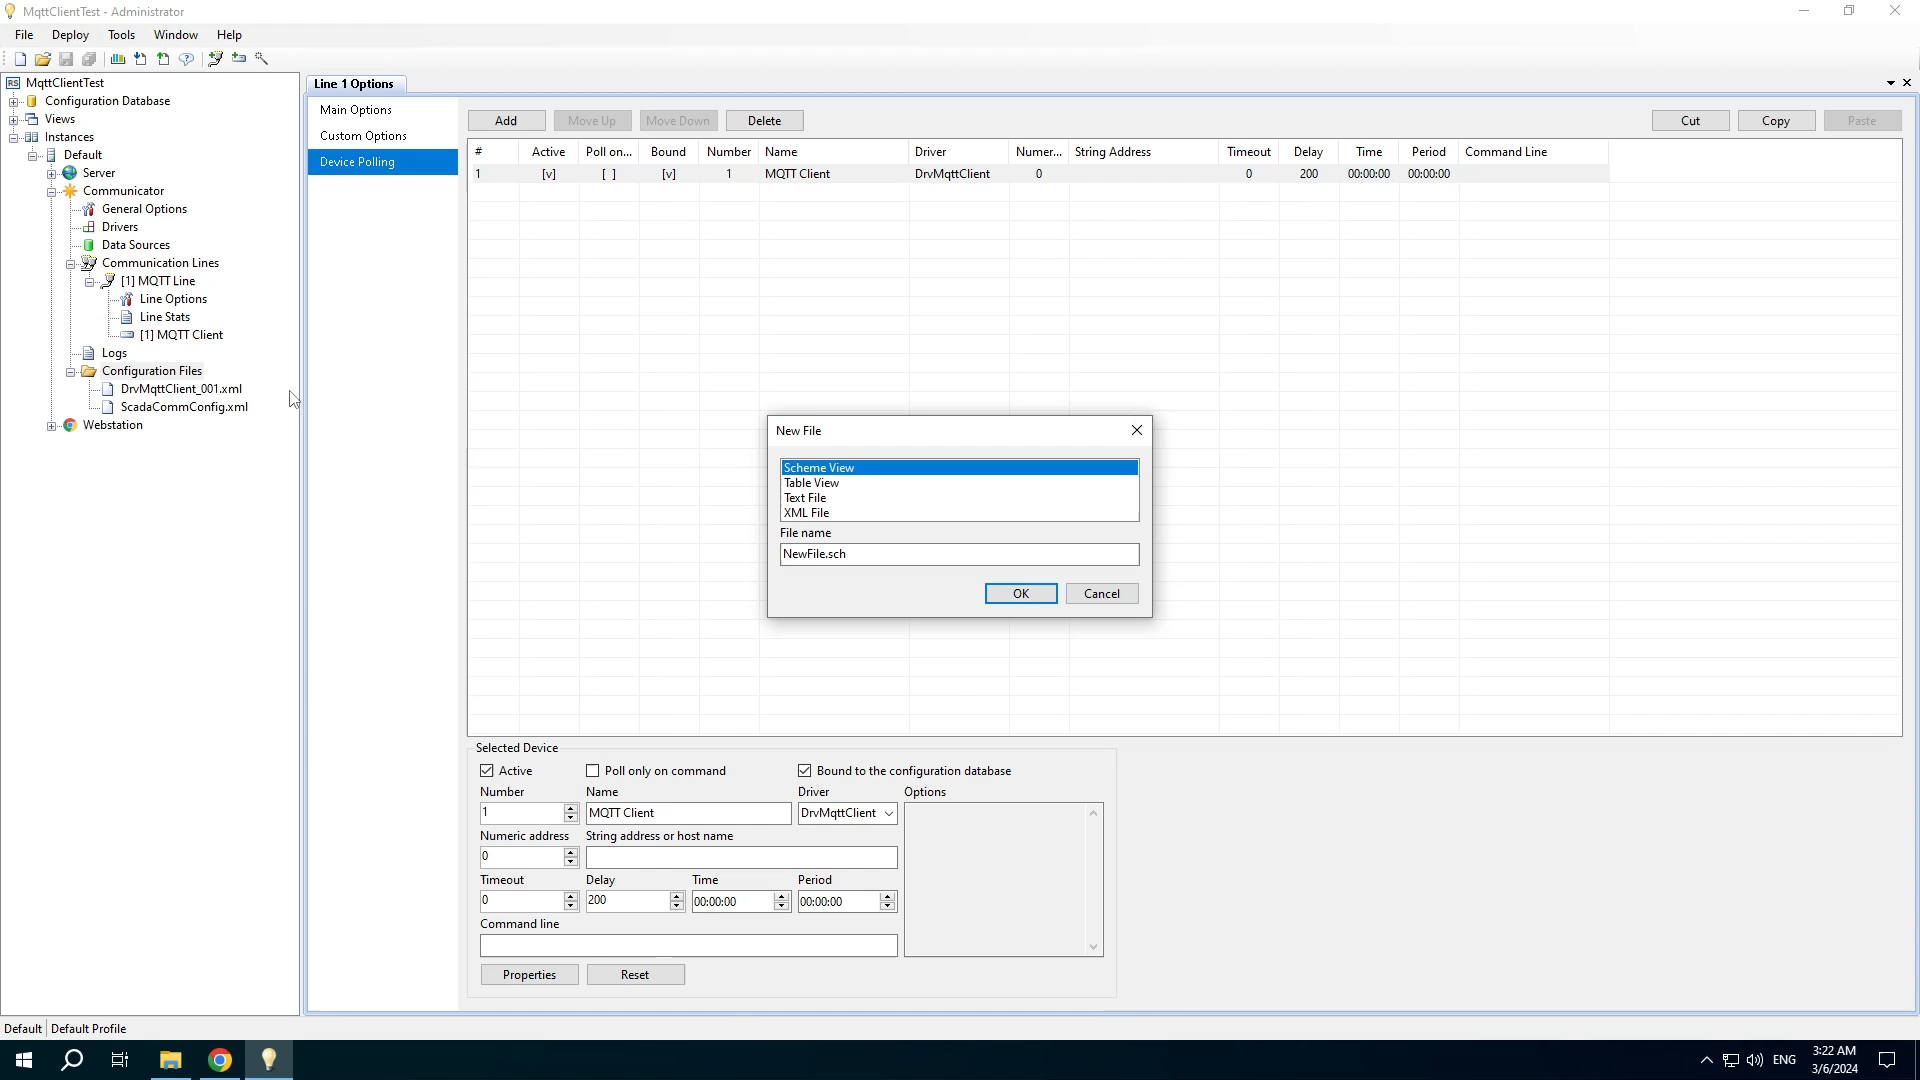 MqttClientTest - Administrator
File Deploy Tools Window Help
RS MqttClientTest
Configuration Database
Views
Instances
Default
Server
Communicator
General Options
Drivers
Data Sources
Communication Lines
[1] MQTT Line
Line Options
Line Stats
[1] MQTT Client
Logs
Configuration Files
DrvMqttClient_001.xml
ScadaCommConfig.xml
Webstation
Line 1 Options
Main Options
Custom Options
Device Polling
Add Move Up Move Down Delete Cut Copy Paste
# Active Poll on... Bound Number Name Driver Numer... String Address Timeout Delay Time Period Command Line
1 [v] [ ] [v] 1 MQTT Client DrvMqttClient 0 0 200 00:00:00 00:00:00
New File
Scheme View
Table View
Text File
XML File
File name
NewFile.sch
OK Cancel
Selected Device
Active Poll only on command Bound to the configuration database
Number Name Driver Options
1 MQTT Client DrvMqttClient
Numeric address String address or host name
0
Timeout Delay Time Period
0 200 00:00:00 00:00:00
Command line
Properties Reset
Default Default Profile
ENG 3:22 AM
3/6/2024